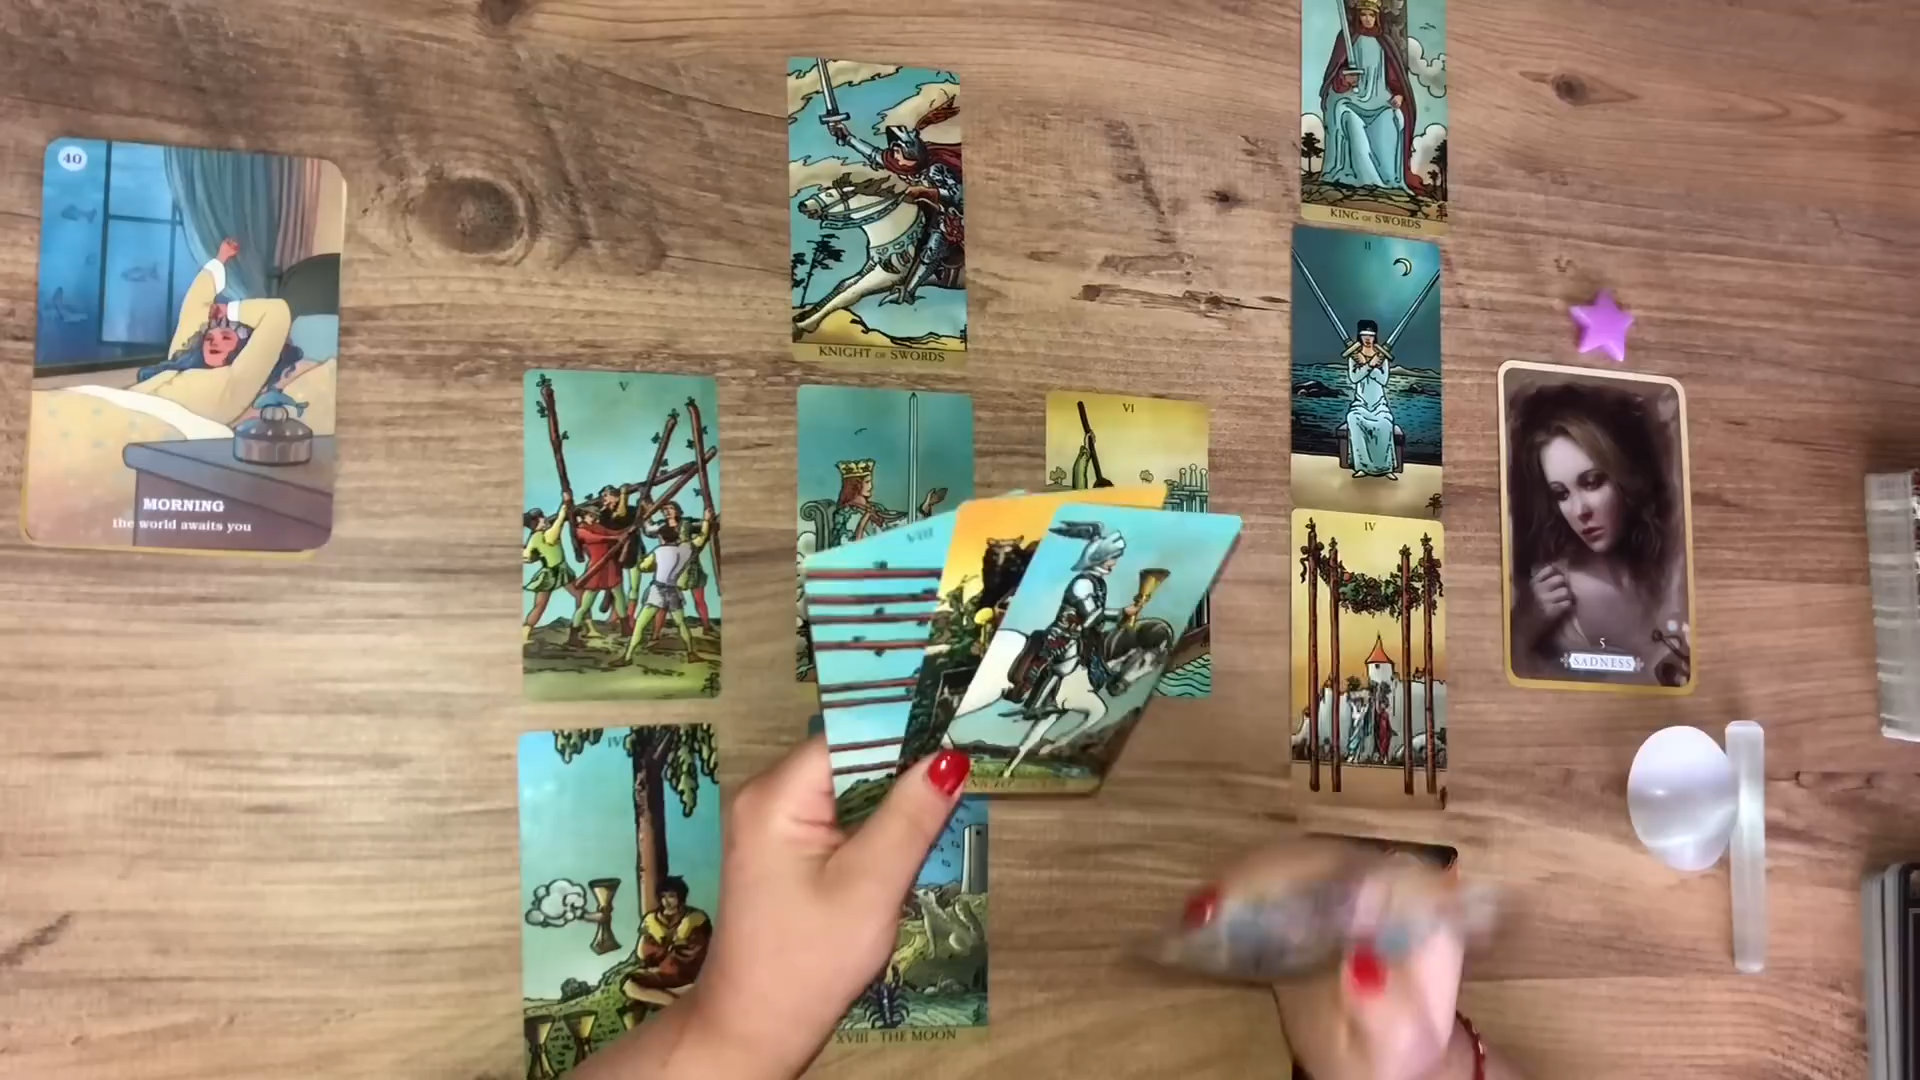 40
MORNING
the world awaits you
KNIGHT OF SWORDS
V
VI
KING OF SWORDS
II
IV
5
SADNESS
VIII
IV
XVIII - THE MOON